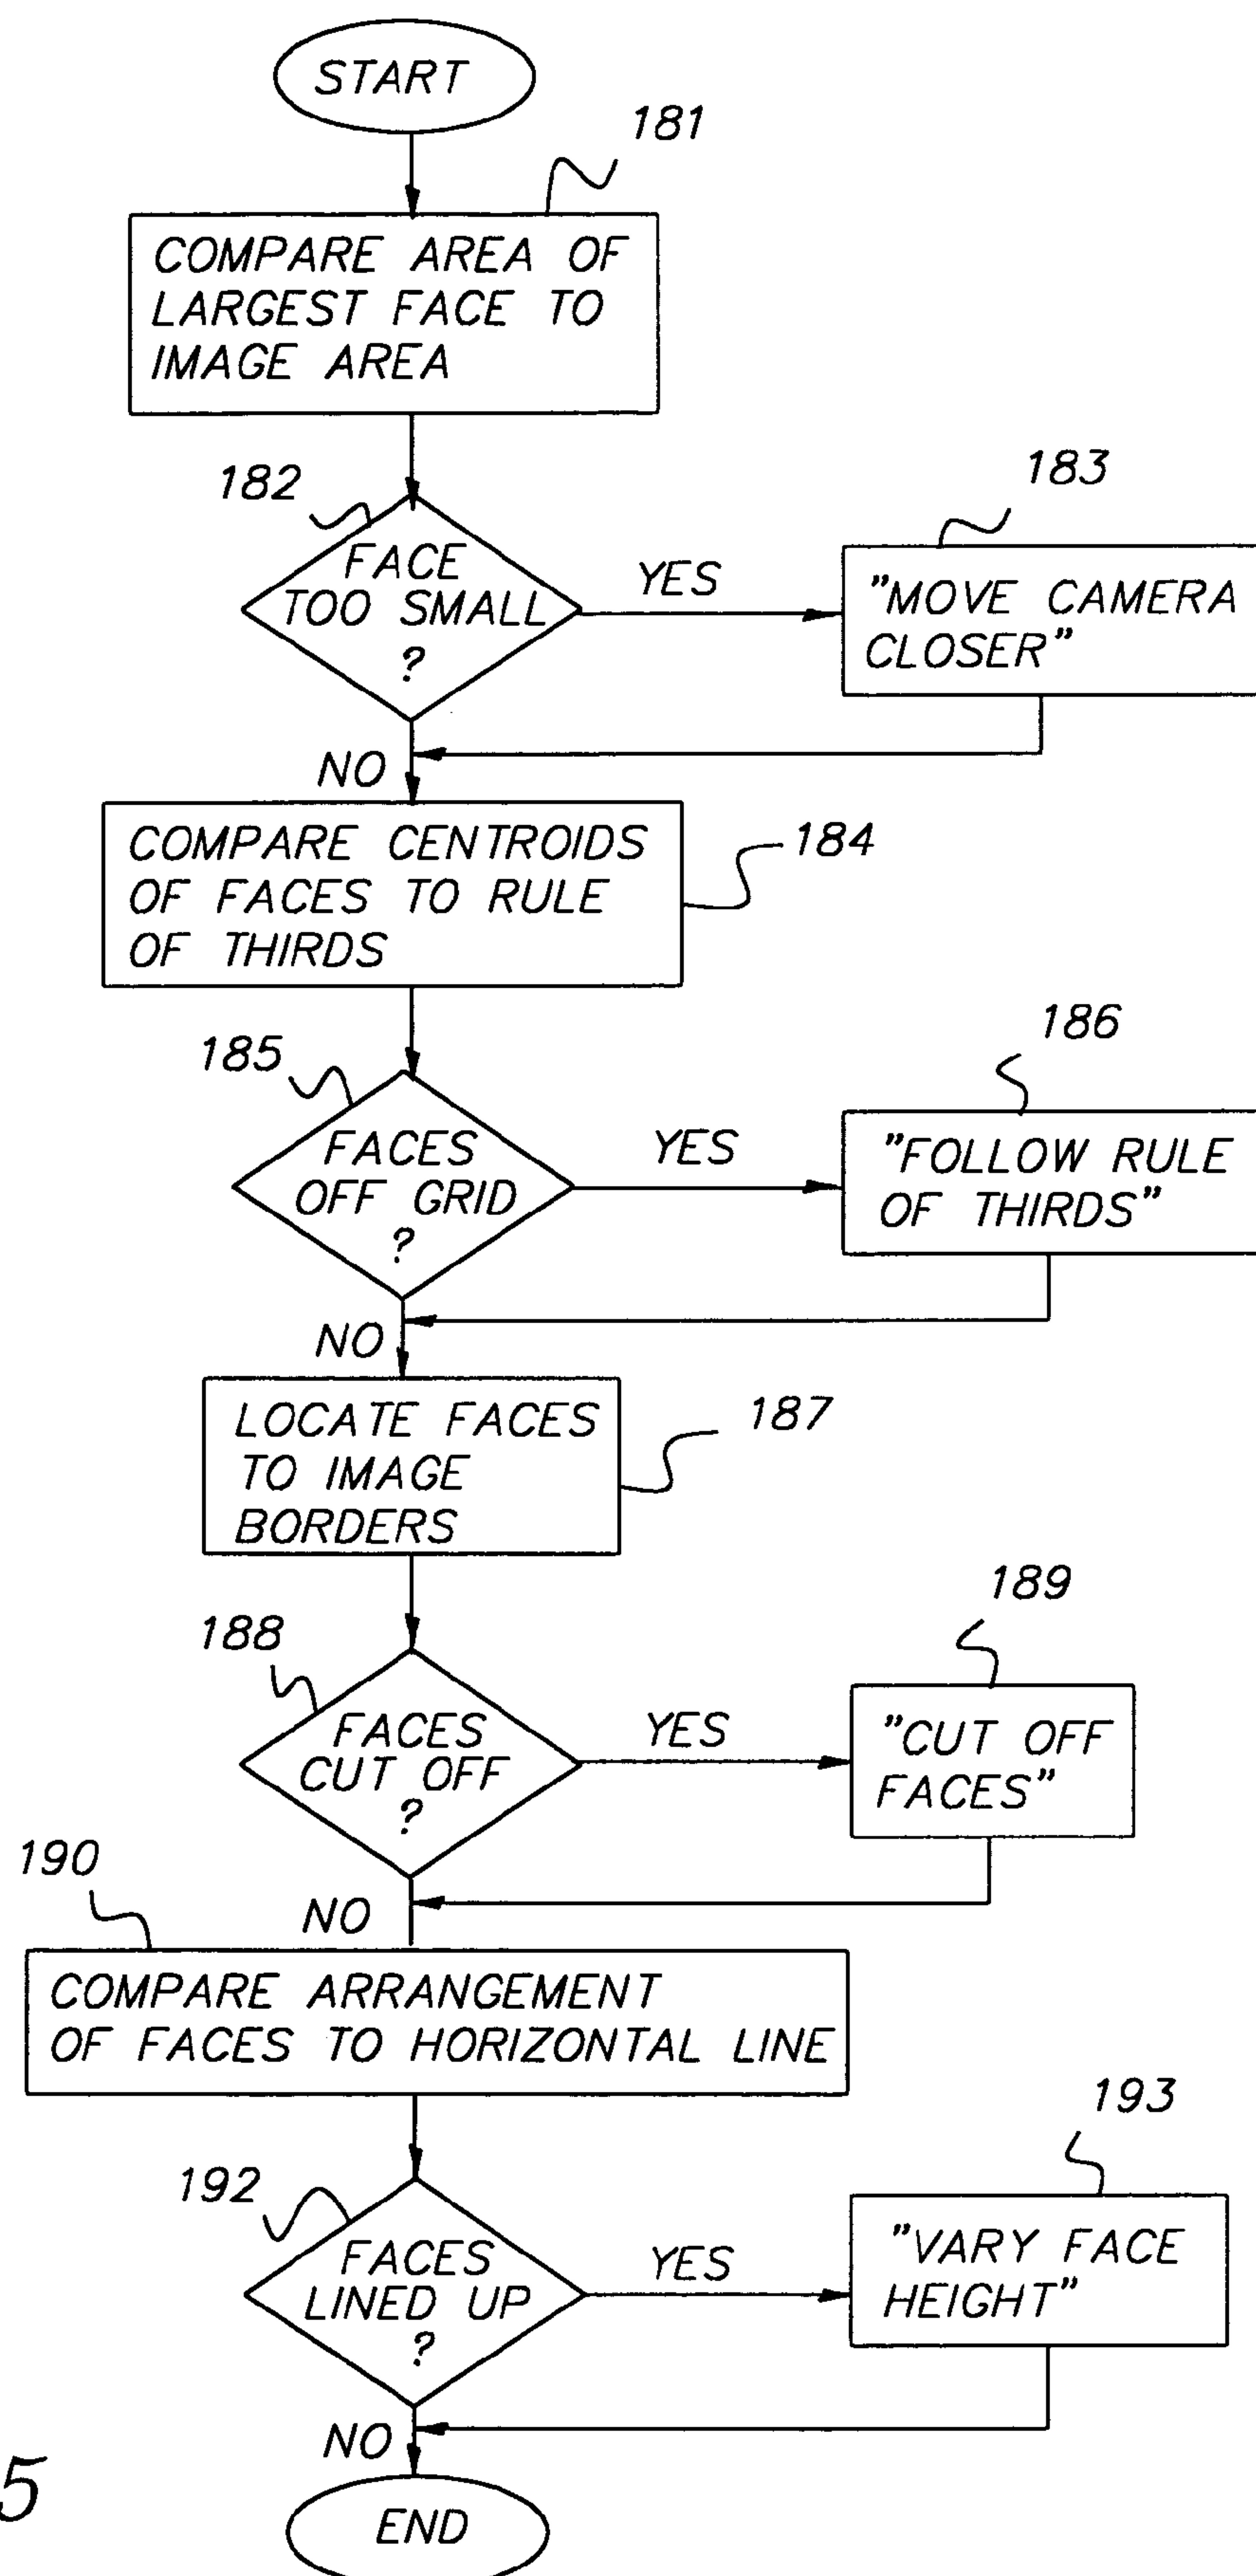 START
181
COMPARE AREA OF
LARGEST FACE TO
IMAGE AREA
182
FACE
TOO SMALL
?
YES
183
"MOVE CAMERA
CLOSER"
NO
COMPARE CENTROIDS
OF FACES TO RULE
OF THIRDS
184
185
FACES
OFF GRID
?
YES
186
"FOLLOW RULE
OF THIRDS"
NO
LOCATE FACES
TO IMAGE
BORDERS
187
188
FACES
CUT OFF
?
YES
189
"CUT OFF
FACES"
NO
190
COMPARE ARRANGEMENT
OF FACES TO HORIZONTAL LINE
192
FACES
LINED UP
?
YES
193
"VARY FACE
HEIGHT"
NO
END
5